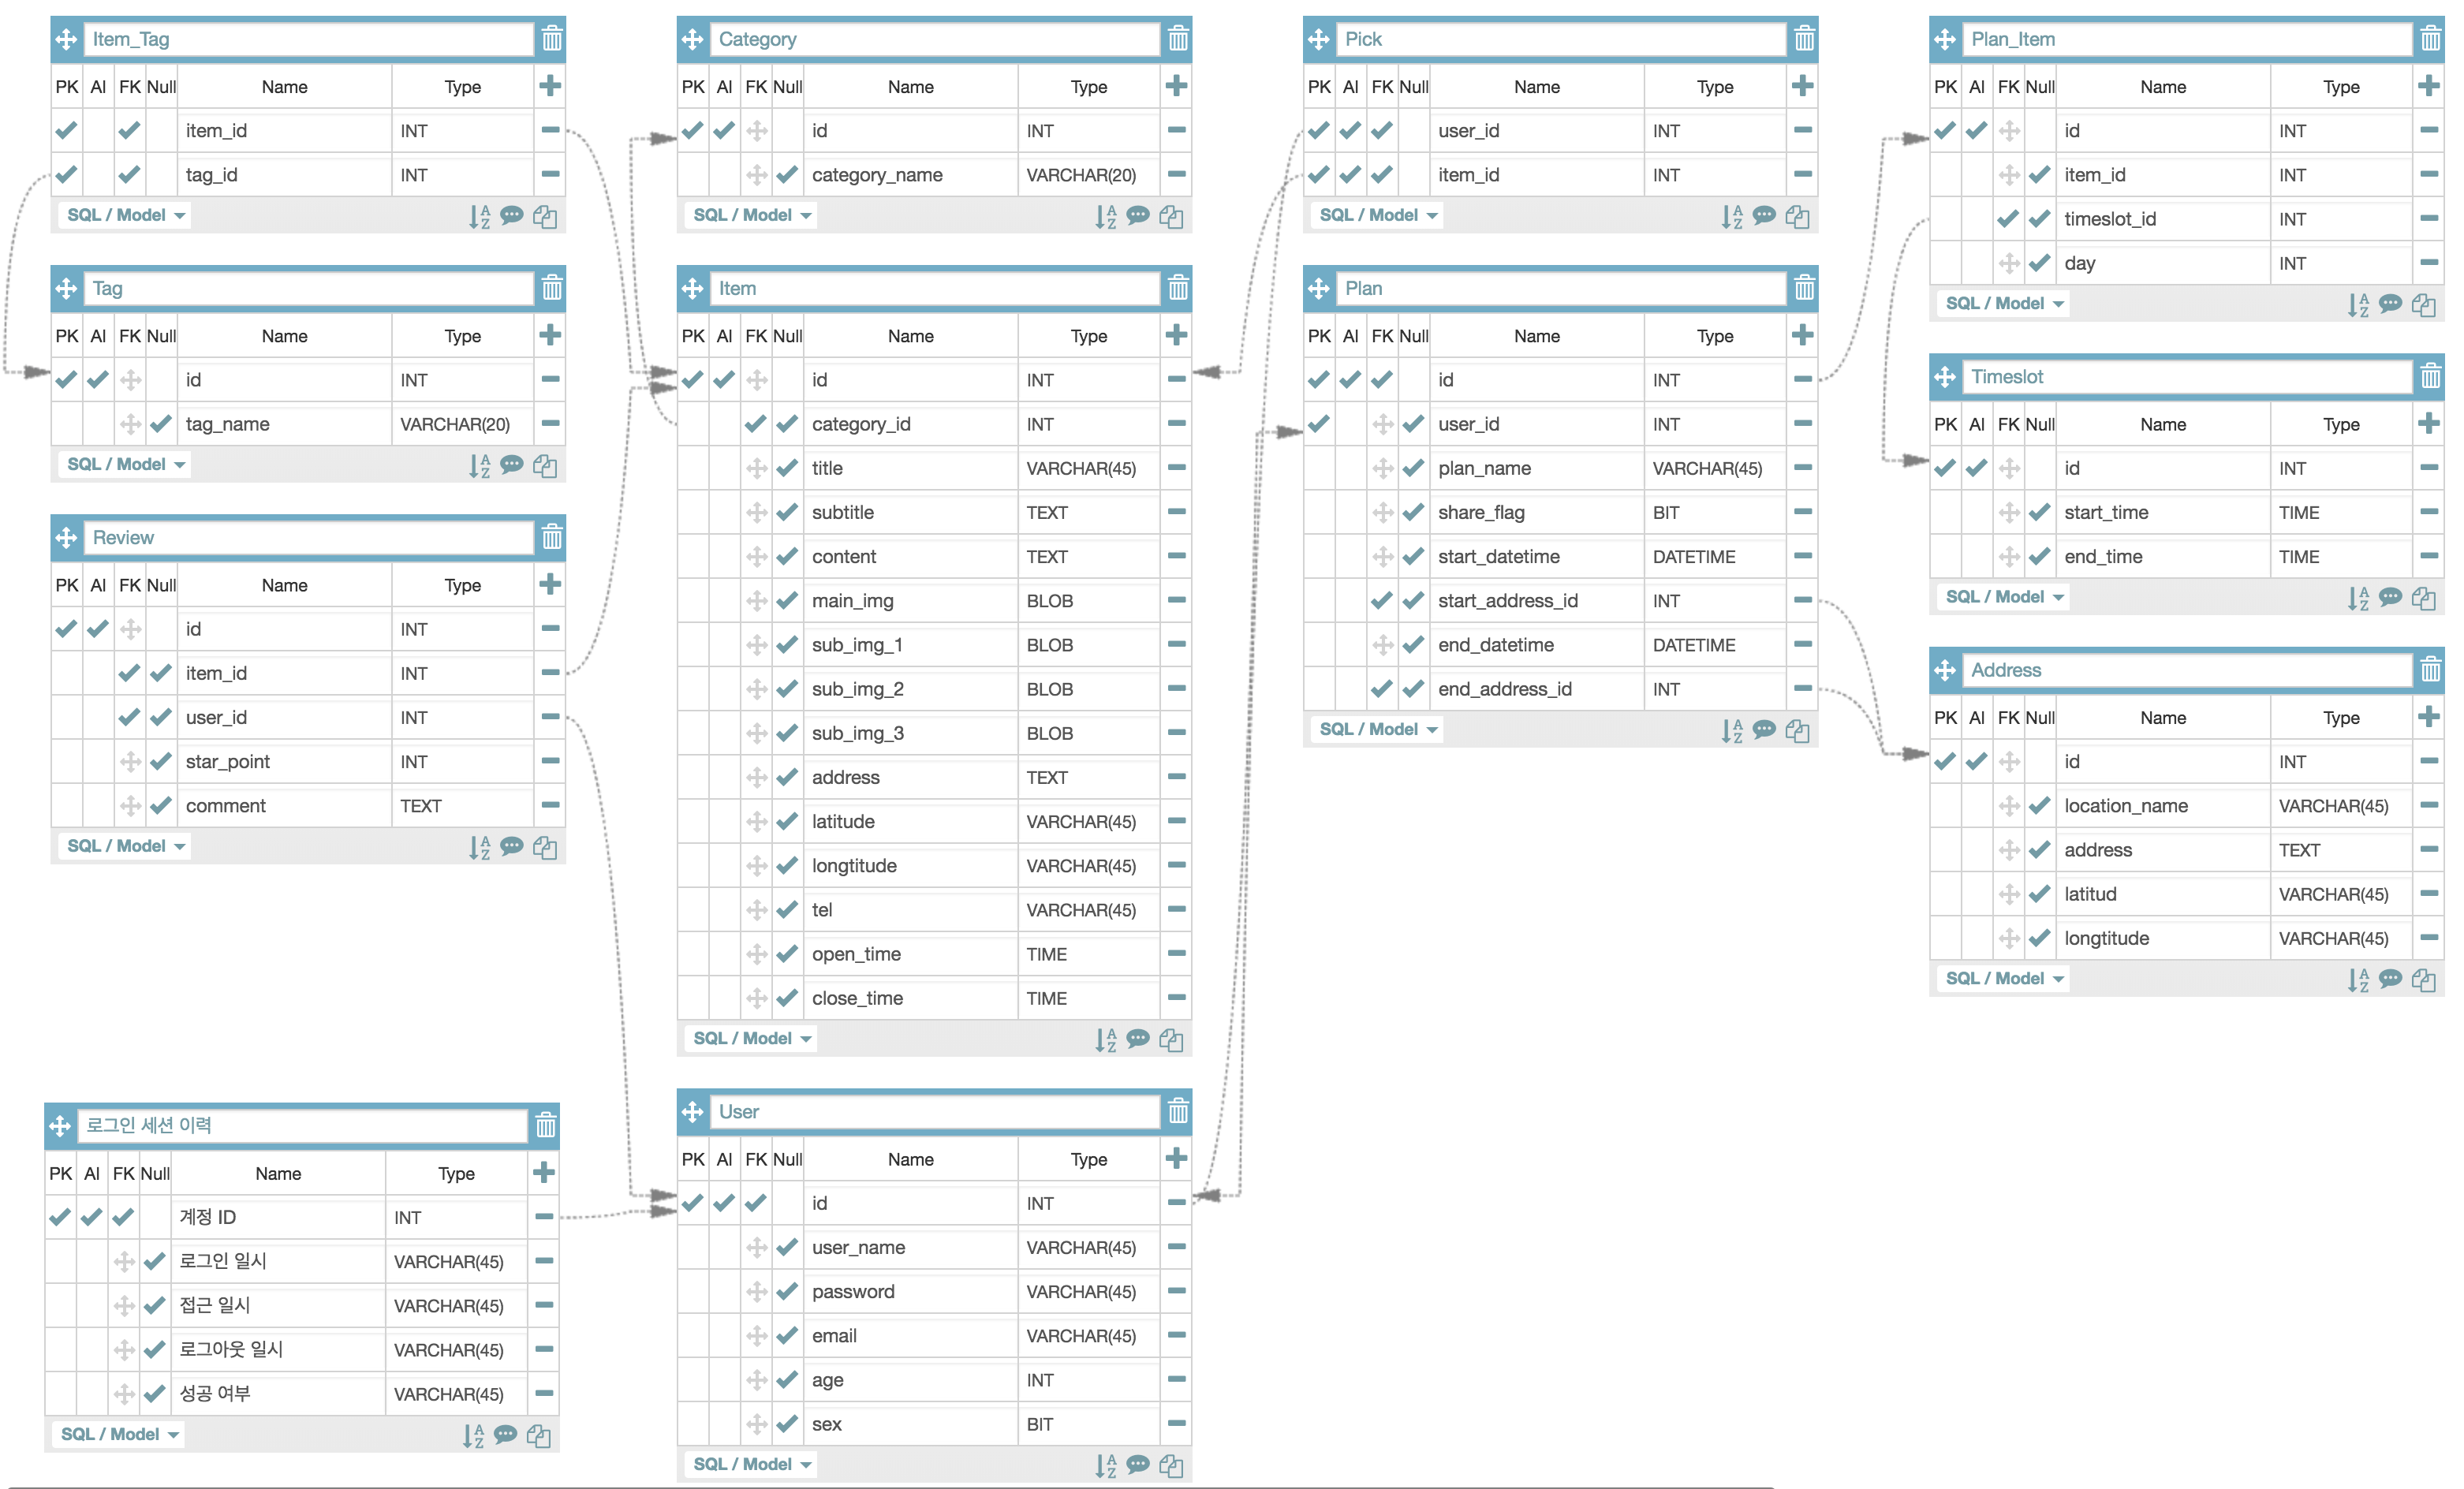 Item_Tag
PK AI FK Null Name Type
item_id INT
tag_id INT
SQL / Model
Tag
PK AI FK Null Name Type
id INT
tag_name VARCHAR(20)
SQL / Model
Review
PK AI FK Null Name Type
id INT
item_id INT
user_id INT
star_point INT
comment TEXT
SQL / Model
로그인 세션 이력
PK AI FK Null Name Type
계정 ID INT
로그인 일시 VARCHAR(45)
접근 일시 VARCHAR(45)
로그아웃 일시 VARCHAR(45)
성공 여부 VARCHAR(45)
SQL / Model
Category
PK AI FK Null Name Type
id INT
category_name VARCHAR(20)
SQL / Model
Item
PK AI FK Null Name Type
id INT
category_id INT
title VARCHAR(45)
subtitle TEXT
content TEXT
main_img BLOB
sub_img_1 BLOB
sub_img_2 BLOB
sub_img_3 BLOB
address TEXT
latitude VARCHAR(45)
longtitude VARCHAR(45)
tel VARCHAR(45)
open_time TIME
close_time TIME
SQL / Model
User
PK AI FK Null Name Type
id INT
user_name VARCHAR(45)
password VARCHAR(45)
email VARCHAR(45)
age INT
sex BIT
SQL / Model
Pick
PK AI FK Null Name Type
user_id INT
item_id INT
SQL / Model
Plan
PK AI FK Null Name Type
id INT
user_id INT
plan_name VARCHAR(45)
share_flag BIT
start_datetime DATETIME
start_address_id INT
end_datetime DATETIME
end_address_id INT
SQL / Model
Plan_Item
PK AI FK Null Name Type
id INT
item_id INT
timeslot_id INT
day INT
SQL / Model
Timeslot
PK AI FK Null Name Type
id INT
start_time TIME
end_time TIME
SQL / Model
Address
PK AI FK Null Name Type
id INT
location_name VARCHAR(45)
address TEXT
latitud VARCHAR(45)
longtitude VARCHAR(45)
SQL / Model